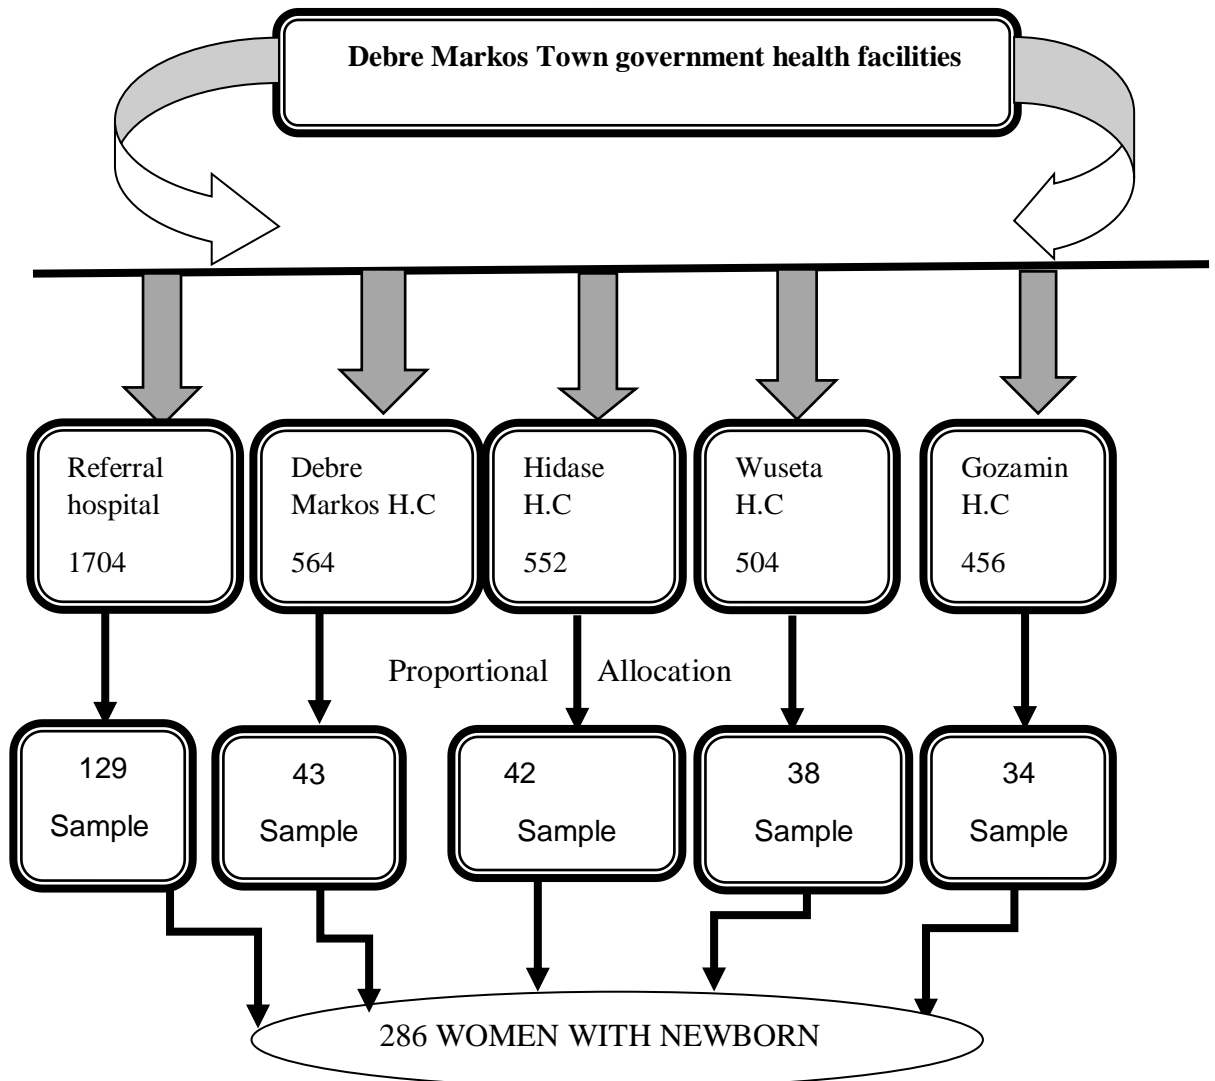 Debre Markos Town government health facilities
Referral
hospital
1704
Debre
Markos H.C
564
Hidase
H.C
552
Wuseta
H.C
504
Gozamin
H.C
456
Proportional Allocation
129
Sample
43
Sample
42
Sample
38
Sample
34
Sample
286 WOMEN WITH NEWBORN